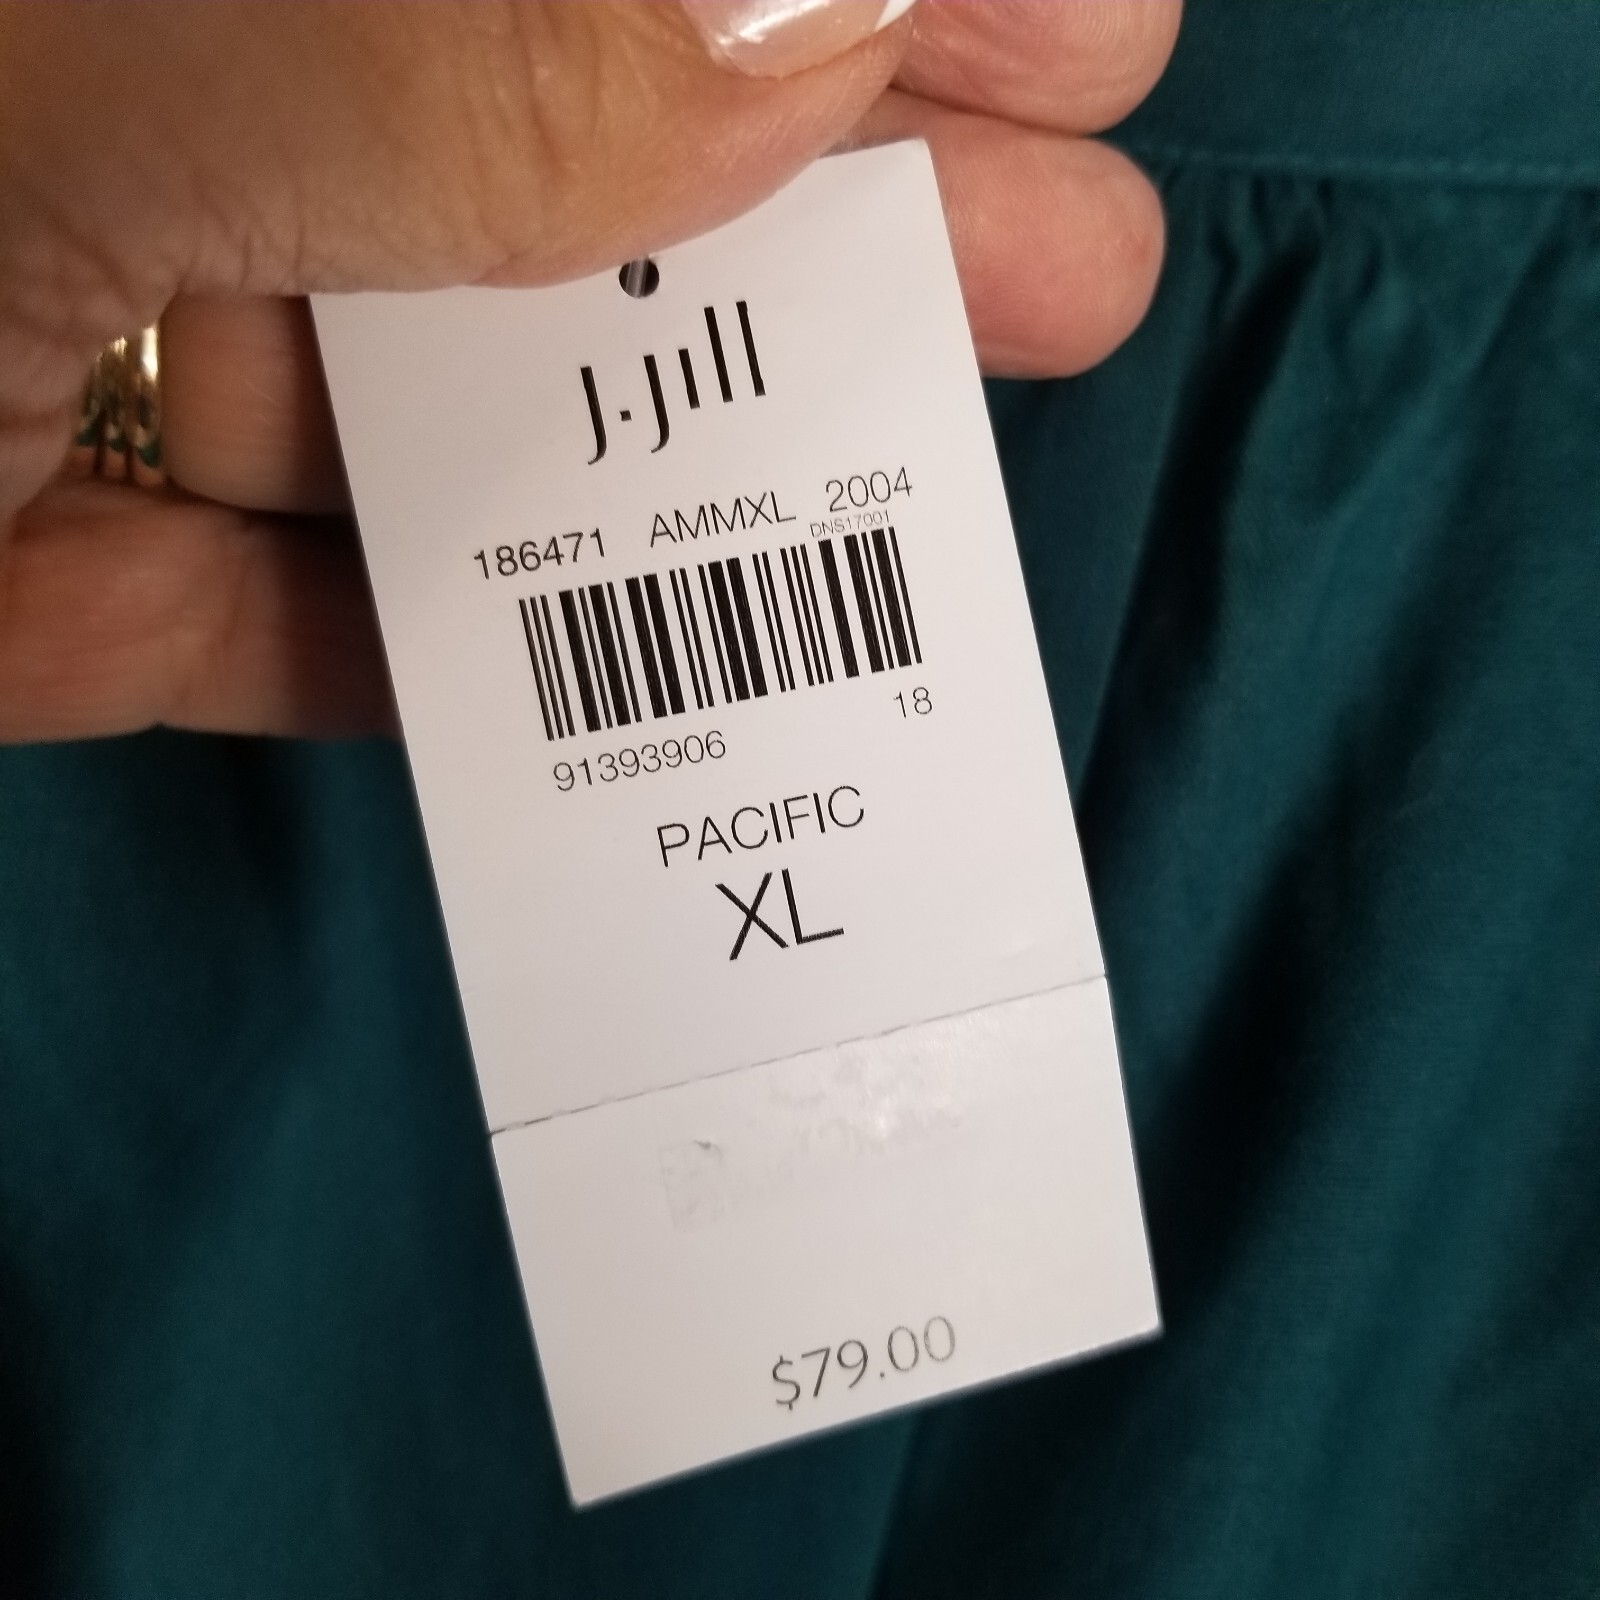 J.Jill
186471 AMMXL 2004
DNS17001
91393906 18
PACIFIC
XL
$79.00